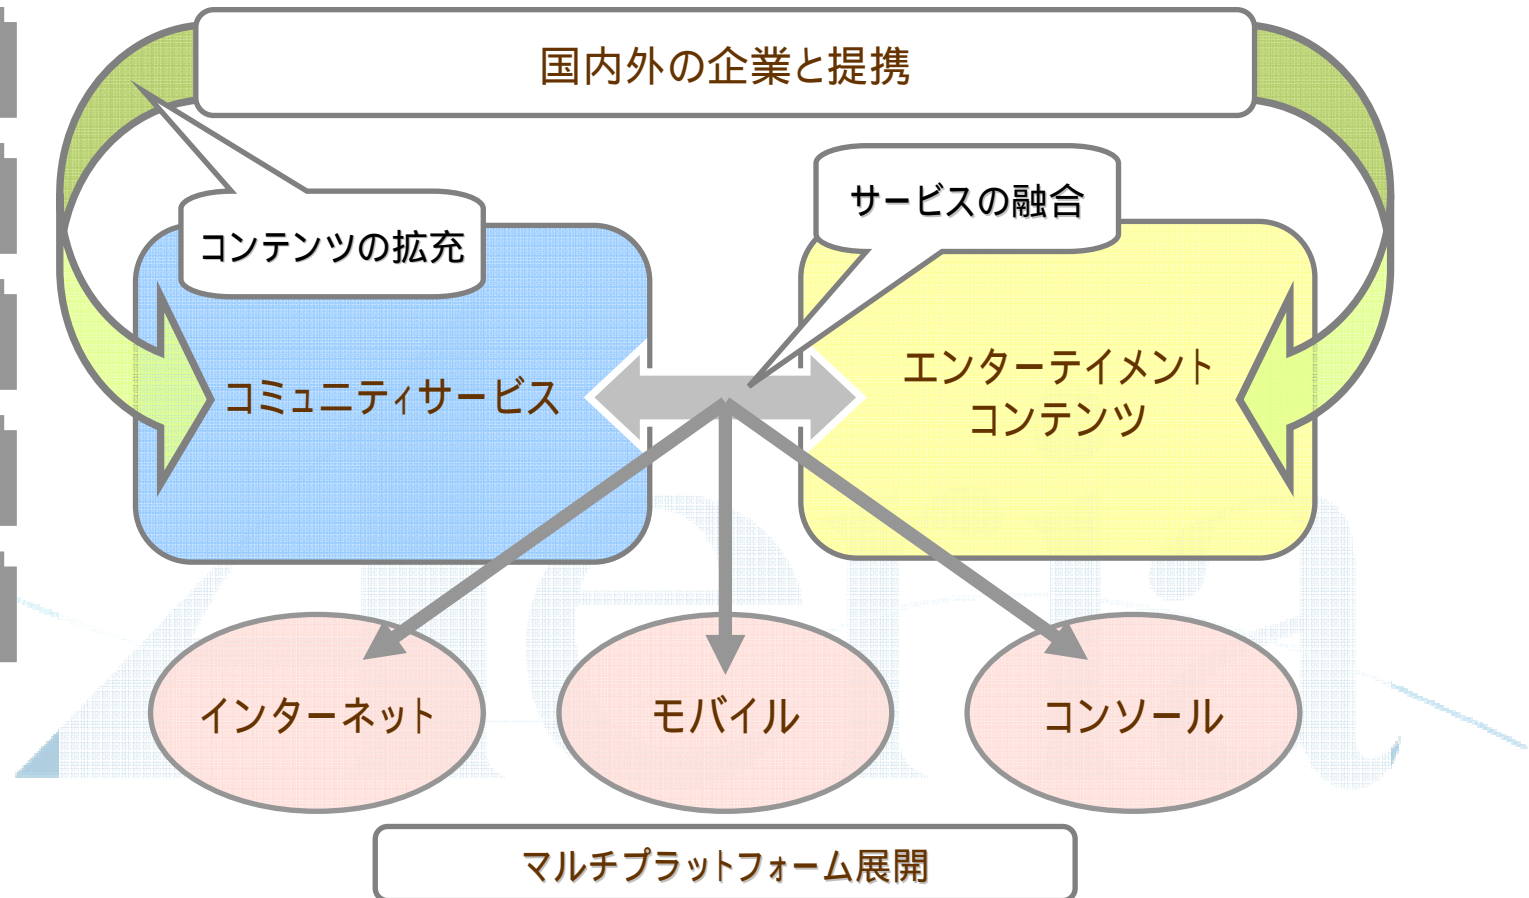 国内外の企業と提携
サービスの融合
コンテンツの拡充
コミュニティサービス
エンターテイメント
コンテンツ
インターネット
モバイル
コンソール
マルチプラットフォーム展開